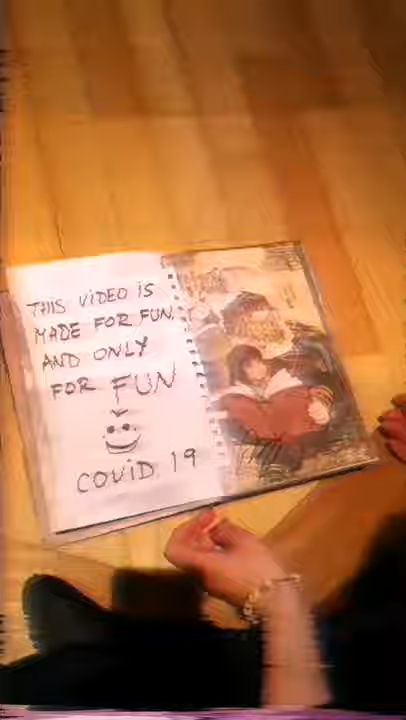 THIS VIDEO IS
MADE FOR FUN
AND ONLY
FOR FUN
COVID 19